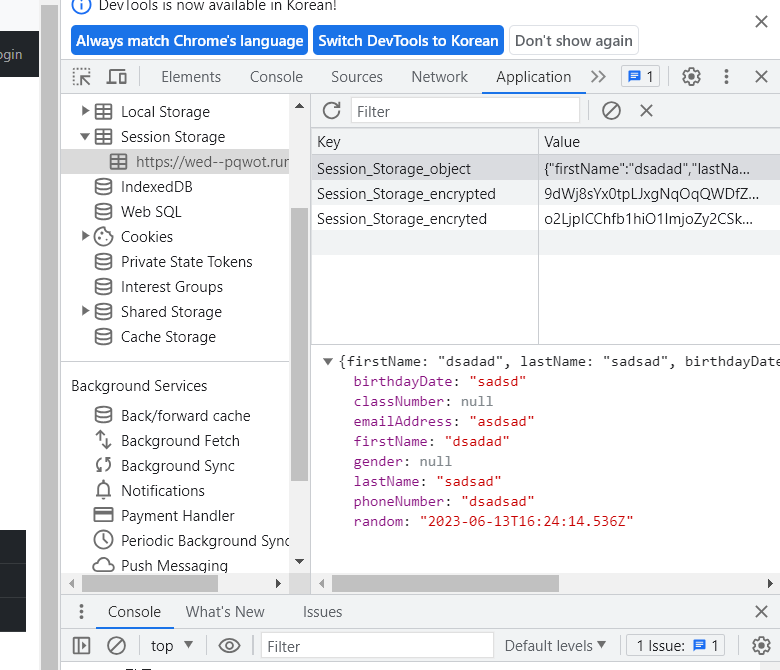 DevTools is now available in Korean!
Always match Chrome's language Switch DevTools to Korean Don't show again
ogin
Elements Console Sources Network Application 1
Local Storage
Session Storage
https://wed--pqwot.run
IndexedDB
Web SQL
Cookies
Private State Tokens
Interest Groups
Shared Storage
Cache Storage
Background Services
Back/forward cache
Background Fetch
Background Sync
Notifications
Payment Handler
Periodic Background Sync
Push Messaging
Filter
Key Value
Session_Storage_object {"firstName":"dsadad","lastNa...
Session_Storage_encrypted 9dWj8sYx0tpLJxgNqOqQWDfZ...
Session_Storage_encryted o2LjpICChfb1hiO1ImjoZy2CSk...
{firstName: "dsadad", lastName: "sadsad", birthdayDate
birthdayDate: "sadsd"
classNumber: null
emailAddress: "asdsad"
firstName: "dsadad"
gender: null
lastName: "sadsad"
phoneNumber: "dsadsad"
random: "2023-06-13T16:24:14.536Z"
Console What's New Issues
top Filter Default levels 1 Issue: 1